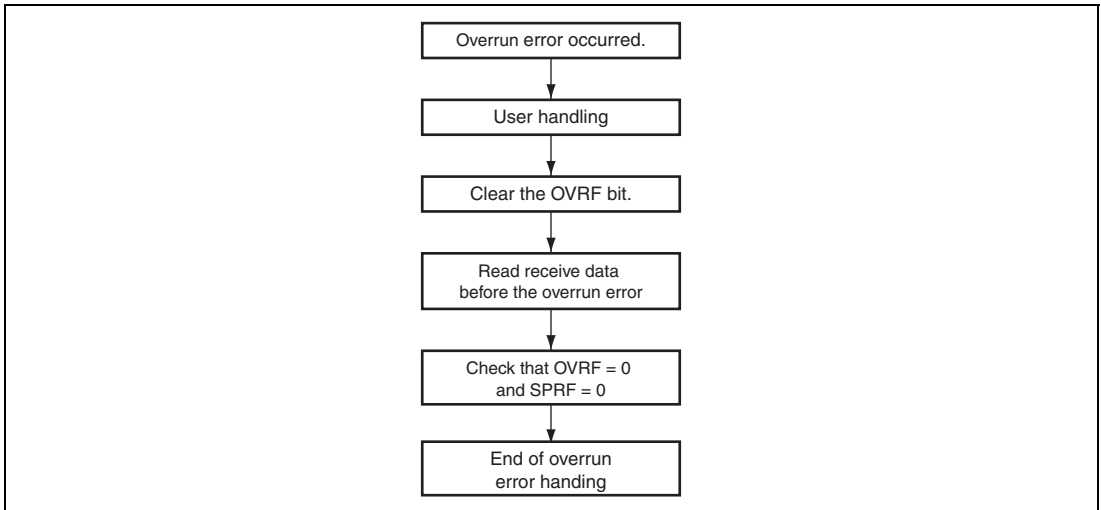 Overrun error occurred.
User handling
Clear the OVRF bit.
Read receive data
before the overrun error
Check that OVRF = 0
and SPRF = 0
End of overrun
error handing